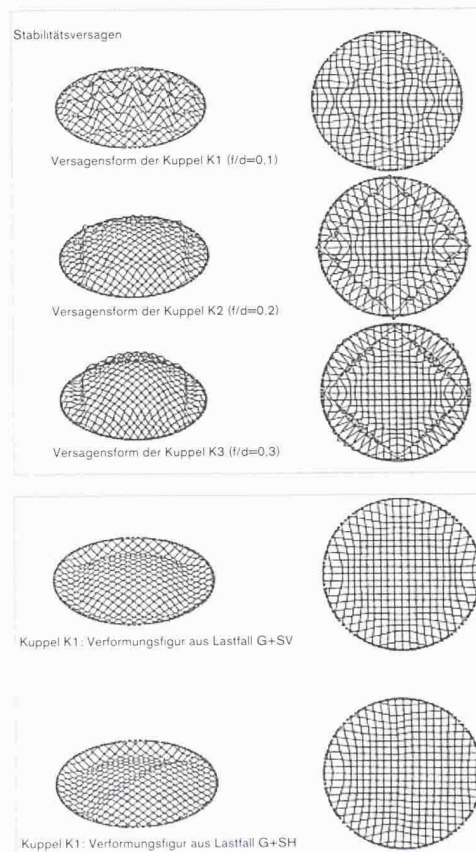 Stabilitätsversagen
Versagensform der Kuppel K1 (f/d=0,1)
Versagensform der Kuppel K2 (f/d=0,2)
Versagensform der Kuppel K3 (f/d=0,3)
Kuppel K1: Verformungsfigur aus Lastfall G+SV
Kuppel K1: Verformungsfigur aus Lastfall G+SH